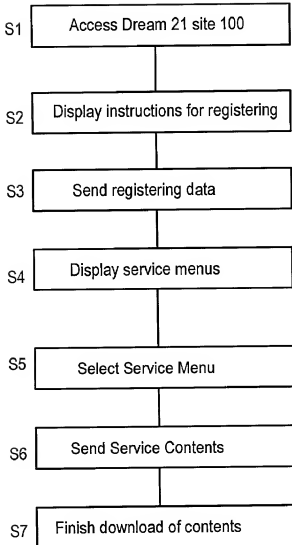 S1 Access Dream 21 site 100
S2 Display instructions for registering
S3 Send registering data
S4 Display service menus
S5 Select Service Menu
S6 Send Service Contents
S7 Finish download of contents